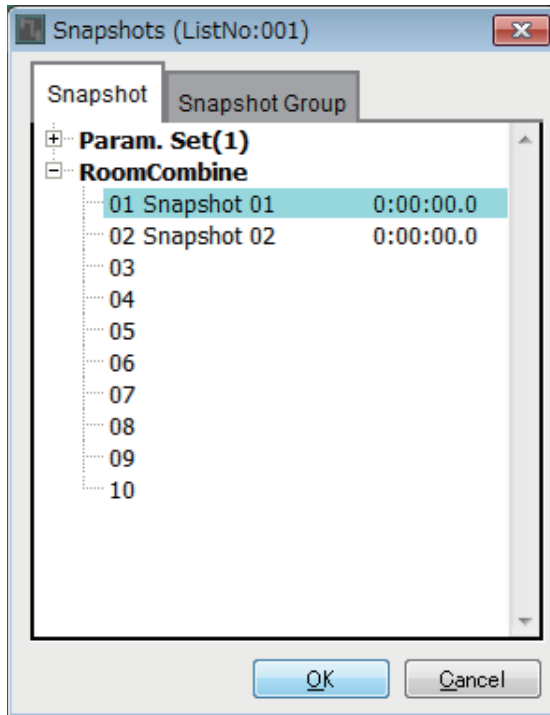 Snapshots (ListNo:001)
Snapshot
Snapshot Group
Param. Set(1)
RoomCombine
01 Snapshot 01 0:00:00.0
02 Snapshot 02 0:00:00.0
03
04
05
06
07
08
09
10
OK Cancel